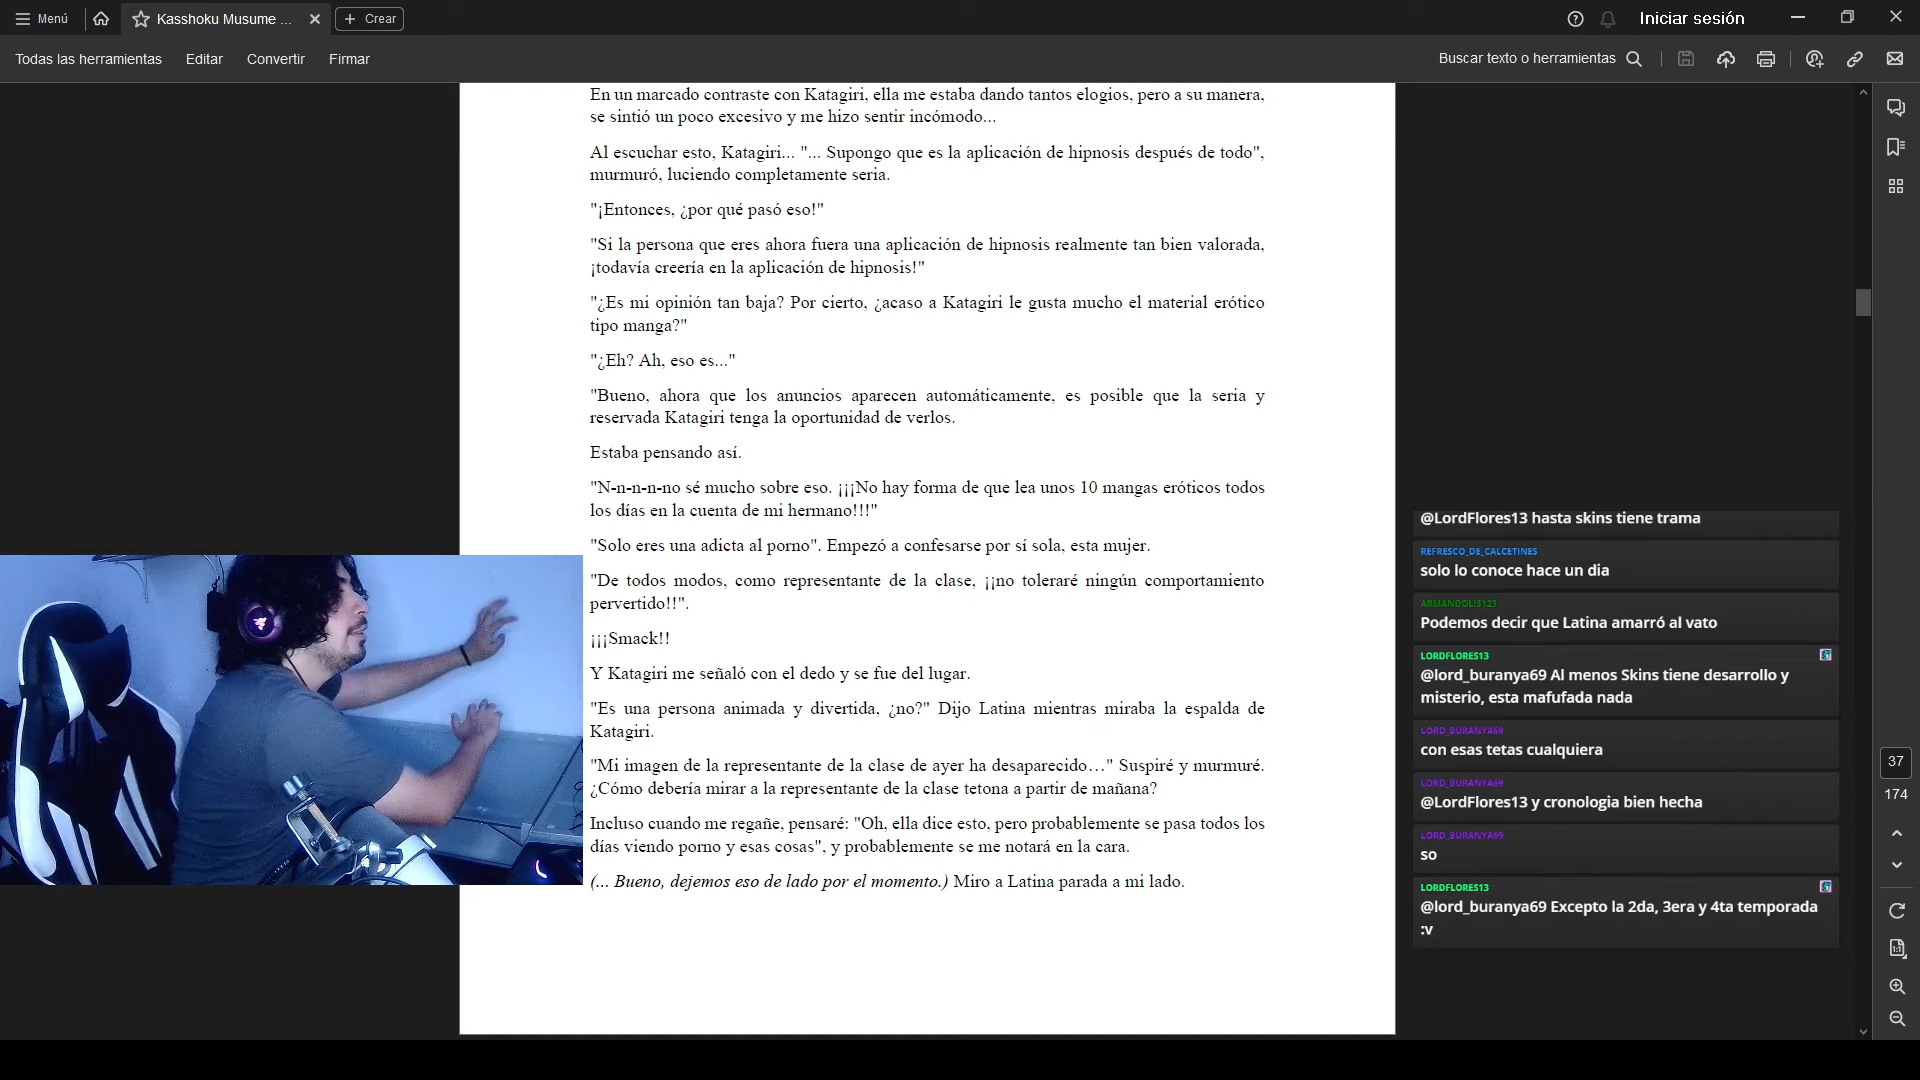 Menú
Kasshoku Musume ...
Crear
Iniciar sesión
Todas las herramientas
Editar
Convertir
Firmar
Buscar texto o herramientas
En un marcado contraste con Katagiri, ella me estaba dando tantos elogios, pero a su manera,
se sintió un poco excesivo y me hizo sentir incómodo...
Al escuchar esto, Katagiri... "... Supongo que es la aplicación de hipnosis después de todo",
murmuró, luciendo completamente seria.
"¡Entonces, ¿por qué pasó eso!"
"Si la persona que eres ahora fuera una aplicación de hipnosis realmente tan bien valorada,
¡todavía creería en la aplicación de hipnosis!"
"¿Es mi opinión tan baja? Por cierto, ¿acaso a Katagiri le gusta mucho el material erótico
tipo manga?"
"¿Eh? Ah, eso es..."
"Bueno, ahora que los anuncios aparecen automáticamente, es posible que la seria y
reservada Katagiri tenga la oportunidad de verlos.
Estaba pensando así.
"N-n-n-n-no sé mucho sobre eso. ¡¡¡No hay forma de que lea unos 10 mangas eróticos todos
los días en la cuenta de mi hermano!!!"
"Solo eres una adicta al porno". Empezó a confesarse por sí sola, esta mujer.
"De todos modos, como representante de la clase, ¡¡no toleraré ningún comportamiento
pervertido!!".
¡¡¡Smack!!
Y Katagiri me señaló con el dedo y se fue del lugar.
"Es una persona animada y divertida, ¿no?" Dijo Latina mientras miraba la espalda de
Katagiri.
"Mi imagen de la representante de la clase de ayer ha desaparecido…" Suspiré y murmuré.
¿Cómo debería mirar a la representante de la clase tetona a partir de mañana?
Incluso cuando me regañe, pensaré: "Oh, ella dice esto, pero probablemente se pasa todos los
días viendo porno y esas cosas", y probablemente se me notará en la cara.
(... Bueno, dejemos eso de lado por el momento.) Miro a Latina parada a mi lado.
@LordFlores13 hasta skins tiene trama
REFRESCO_DE_CALCETINES
solo lo conoce hace un dia
ARMANDOLIS123
Podemos decir que Latina amarró al vato
LORDFLORES13
@lord_buranya69 Al menos Skins tiene desarrollo y
misterio, esta mafufada nada
LORD_BURANYA69
con esas tetas cualquiera
LORD_BURANYA69
@LordFlores13 y cronologia bien hecha
LORD_BURANYA69
so
LORDFLORES13
@lord_buranya69 Excepto la 2da, 3era y 4ta temporada
:v
37
174